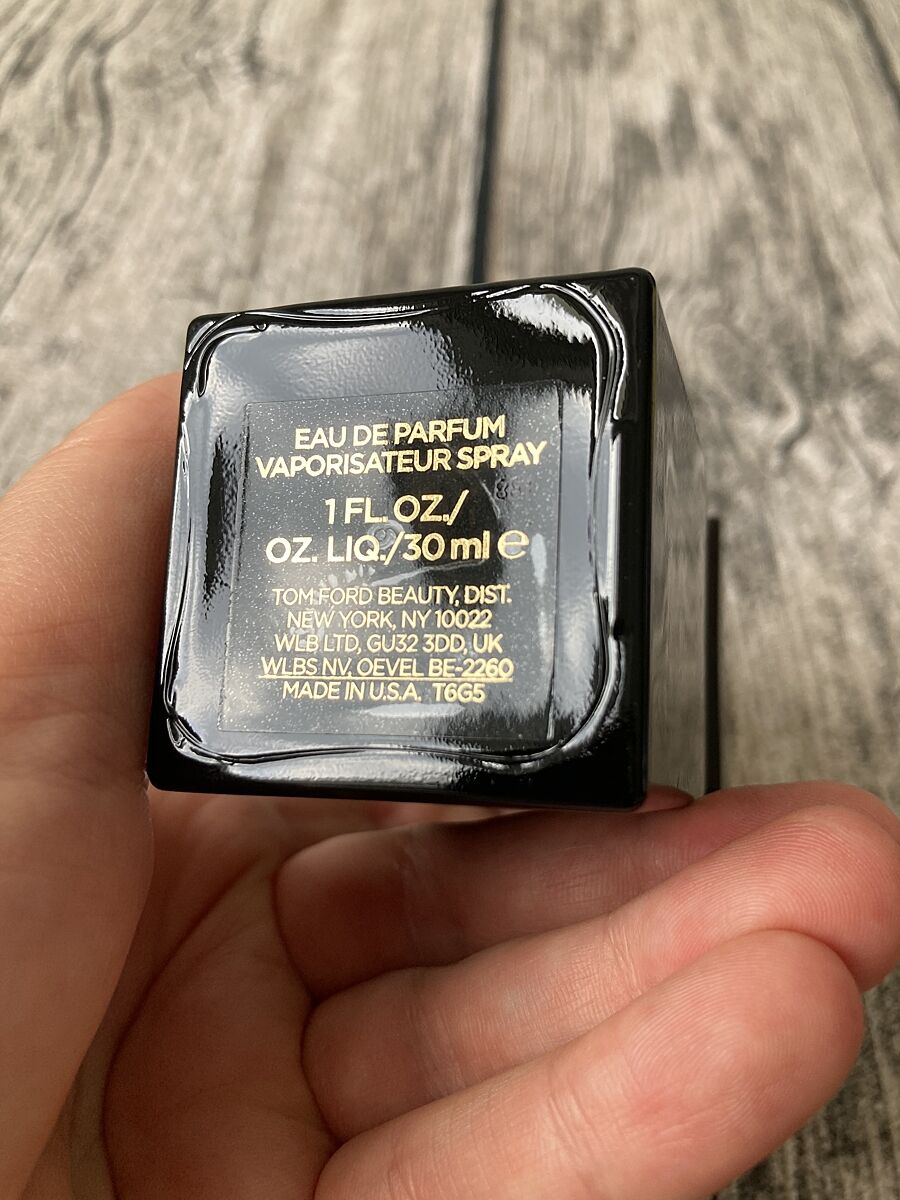 EAU DE PARFUM
VAPORISATEUR SPRAY
1 FL. OZ./
OZ. LIQ./30 ml ℮
TOM FORD BEAUTY, DIST.
NEW YORK, NY 10022
WLB LTD, GU32 3DD, UK
WLBS NV, OEVEL BE-2260
MADE IN U.S.A. T6G5